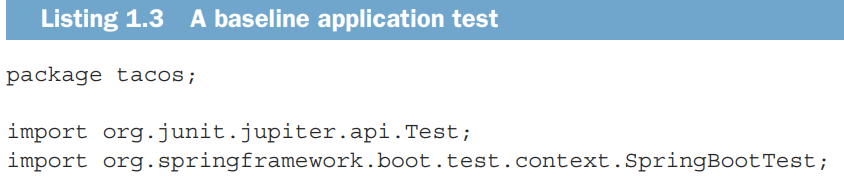 Listing 1.3 A baseline application test
package tacos;
import org.junit.jupiter.api.Test;
import org.springframework.boot.test.context.SpringBootTest;